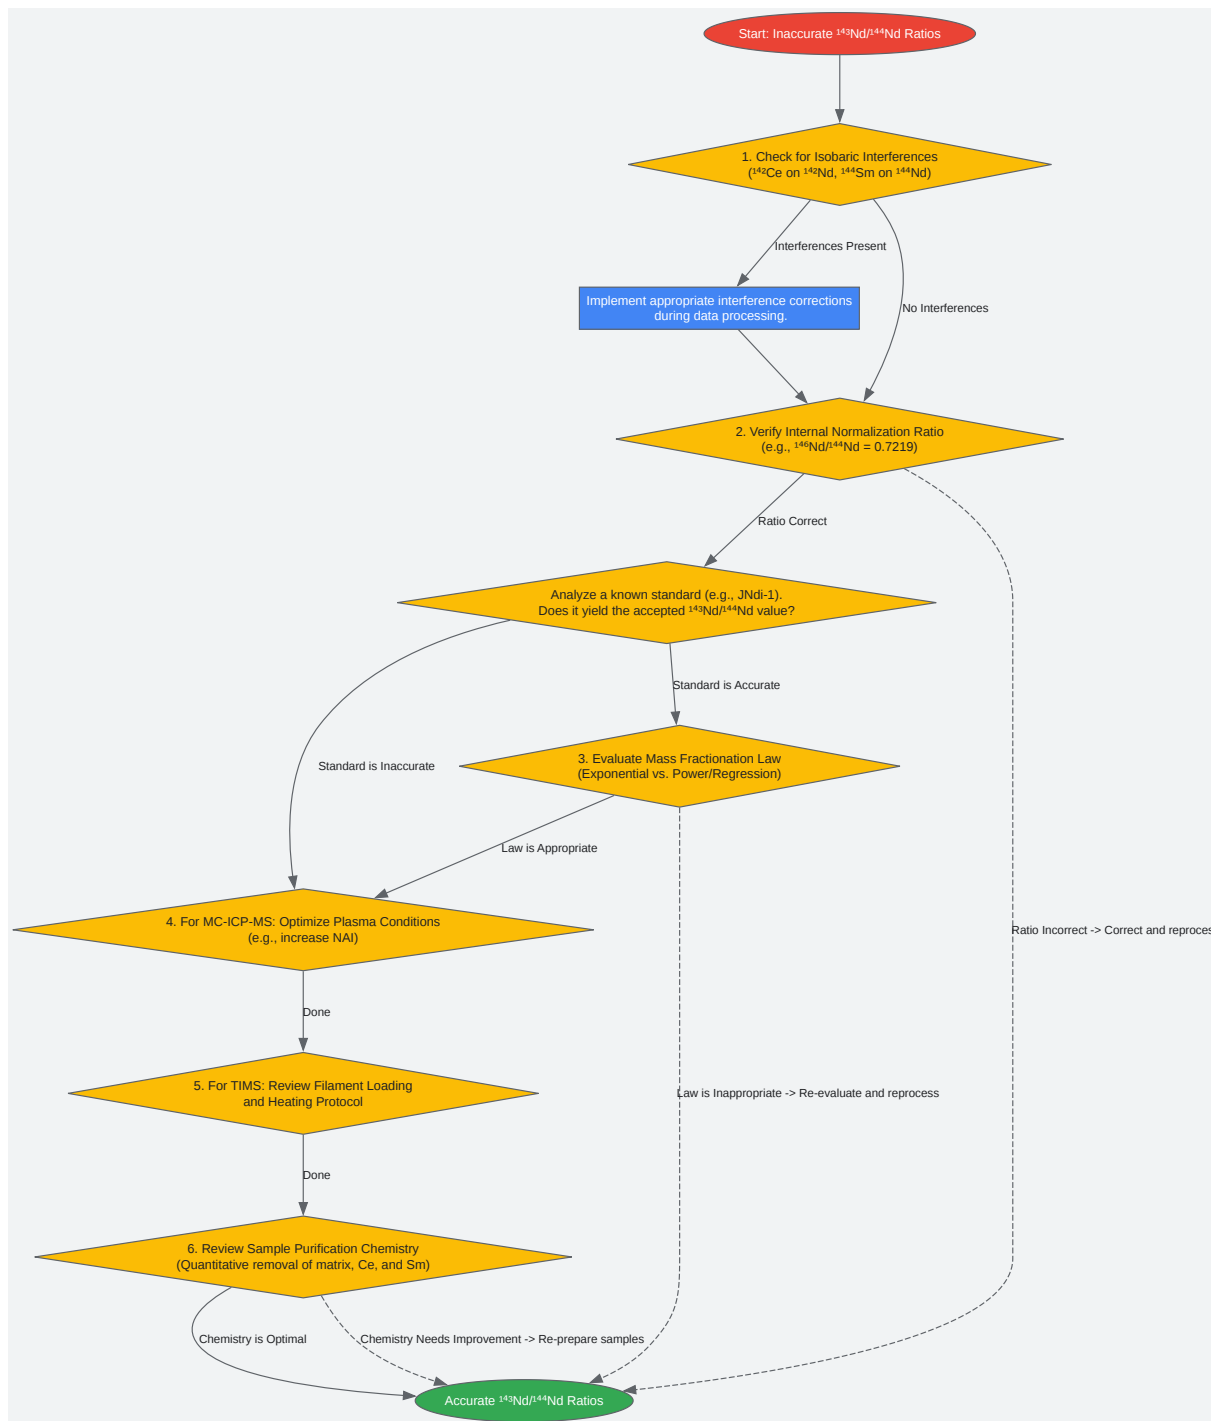 Start: Inaccurate ¹⁴³Nd/¹⁴⁴Nd Ratios
1. Check for Isobaric Interferences
(¹⁴²Ce on ¹⁴²Nd, ¹⁴⁴Sm on ¹⁴⁴Nd)
Interferences Present
Implement appropriate interference corrections
during data processing.
No Interferences
2. Verify Internal Normalization Ratio
(e.g., ¹⁴⁶Nd/¹⁴⁴Nd = 0.7219)
Ratio Correct
Analyze a known standard (e.g., JNdi-1).
Does it yield the accepted ¹⁴³Nd/¹⁴⁴Nd value?
Standard is Accurate
3. Evaluate Mass Fractionation Law
(Exponential vs. Power/Regression)
Standard is Inaccurate
Law is Appropriate
4. For MC-ICP-MS: Optimize Plasma Conditions
(e.g., increase NAI)
Ratio Incorrect -> Correct and reproces
Done
5. For TIMS: Review Filament Loading
and Heating Protocol
Law is Inappropriate -> Re-evaluate and reprocess
Done
6. Review Sample Purification Chemistry
(Quantitative removal of matrix, Ce, and Sm)
Chemistry is Optimal
Chemistry Needs Improvement -> Re-prepare samples
Accurate ¹⁴³Nd/¹⁴⁴Nd Ratios